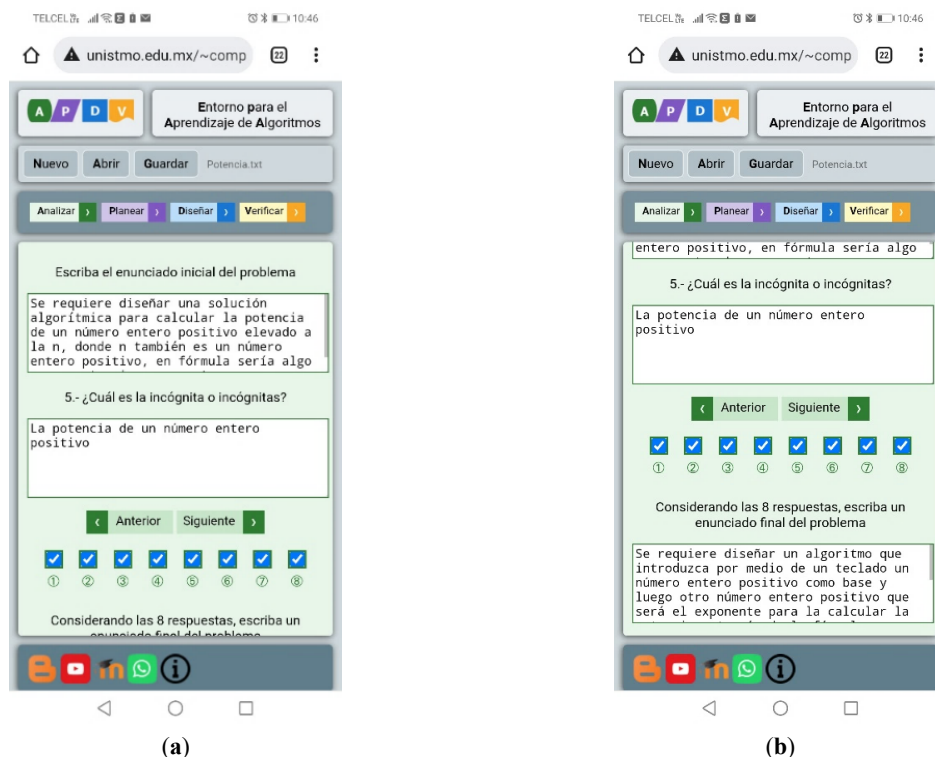 TELCEL
10:46
unistmo.edu.mx/~comp
22
A P D V
Entorno para el
Aprendizaje de Algoritmos
Nuevo Abrir Guardar Potencia.txt
Analizar › Planear › Diseñar › Verificar ›
Escriba el enunciado inicial del problema
Se requiere diseñar una solución
algorítmica para calcular la potencia
de un número entero positivo elevado a
la n, donde n también es un número
entero positivo, en fórmula sería algo
5.- ¿Cuál es la incógnita o incógnitas?
La potencia de un número entero
positivo
‹ Anterior Siguiente ›
① ② ③ ④ ⑤ ⑥ ⑦ ⑧
Considerando las 8 respuestas, escriba un
enunciado final del problema
(a)
TELCEL
10:46
unistmo.edu.mx/~comp
22
A P D V
Entorno para el
Aprendizaje de Algoritmos
Nuevo Abrir Guardar Potencia.txt
Analizar › Planear › Diseñar › Verificar ›
entero positivo, en fórmula sería algo
5.- ¿Cuál es la incógnita o incógnitas?
La potencia de un número entero
positivo
‹ Anterior Siguiente ›
① ② ③ ④ ⑤ ⑥ ⑦ ⑧
Considerando las 8 respuestas, escriba un
enunciado final del problema
Se requiere diseñar un algoritmo que
introduzca por medio de un teclado un
número entero positivo como base y
luego otro número entero positivo que
será el exponente para la calcular la
(b)